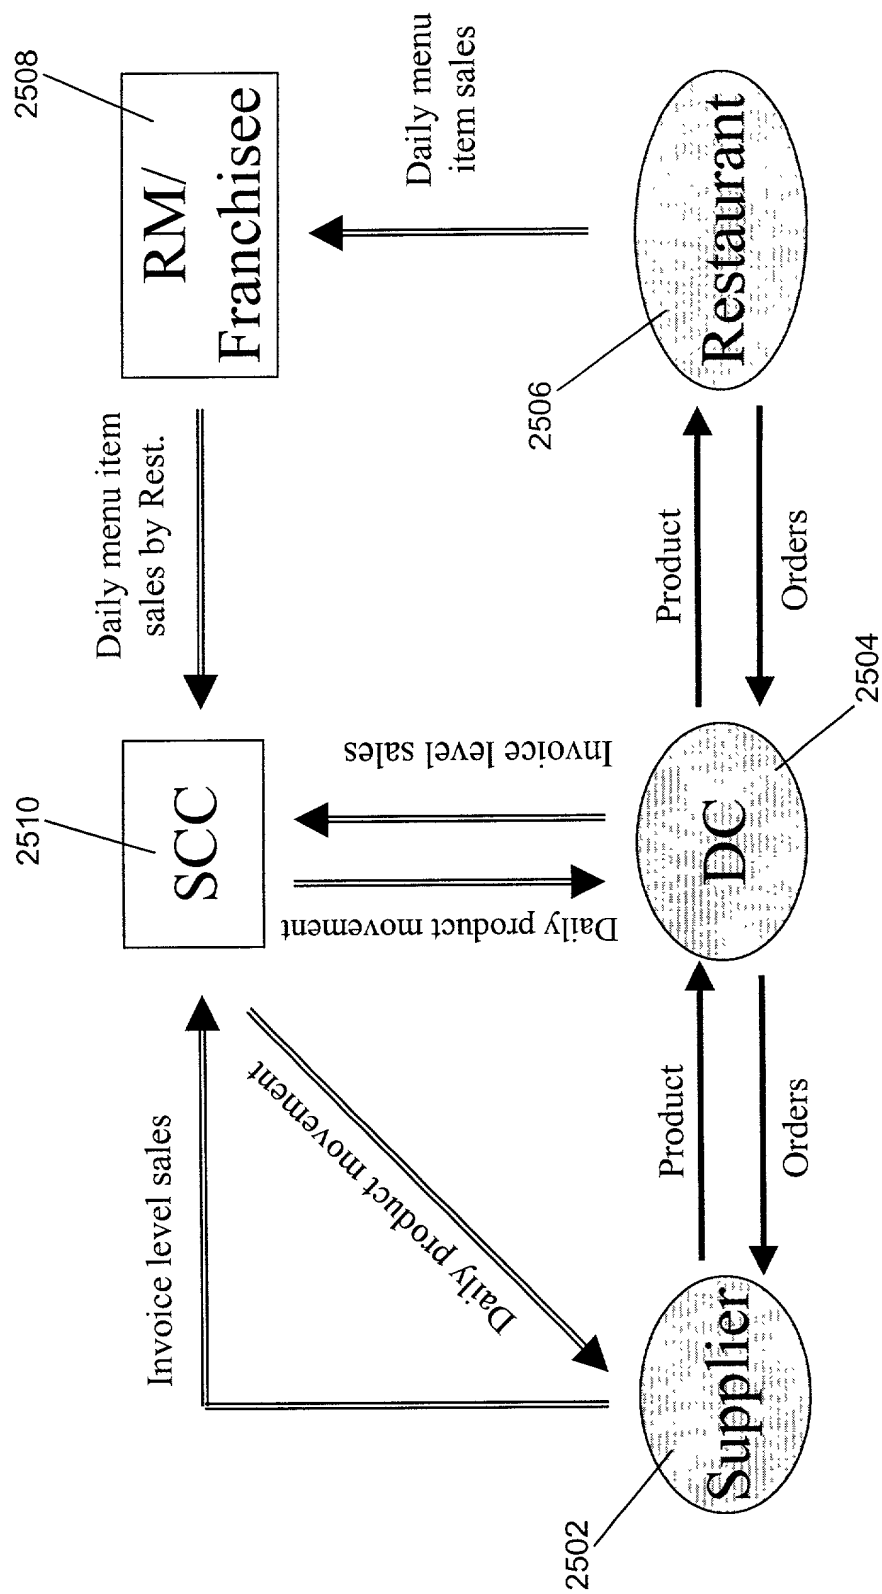 2510
SCC
2508
RM/
Franchisee
Invoice level sales
Daily menu item
sales by Rest.
Daily product movement
Daily product movement
Invoice level sales
Daily menu
item sales
2502
Supplier
Product
Orders
DC
2504
Product
Orders
2506
Restaurant